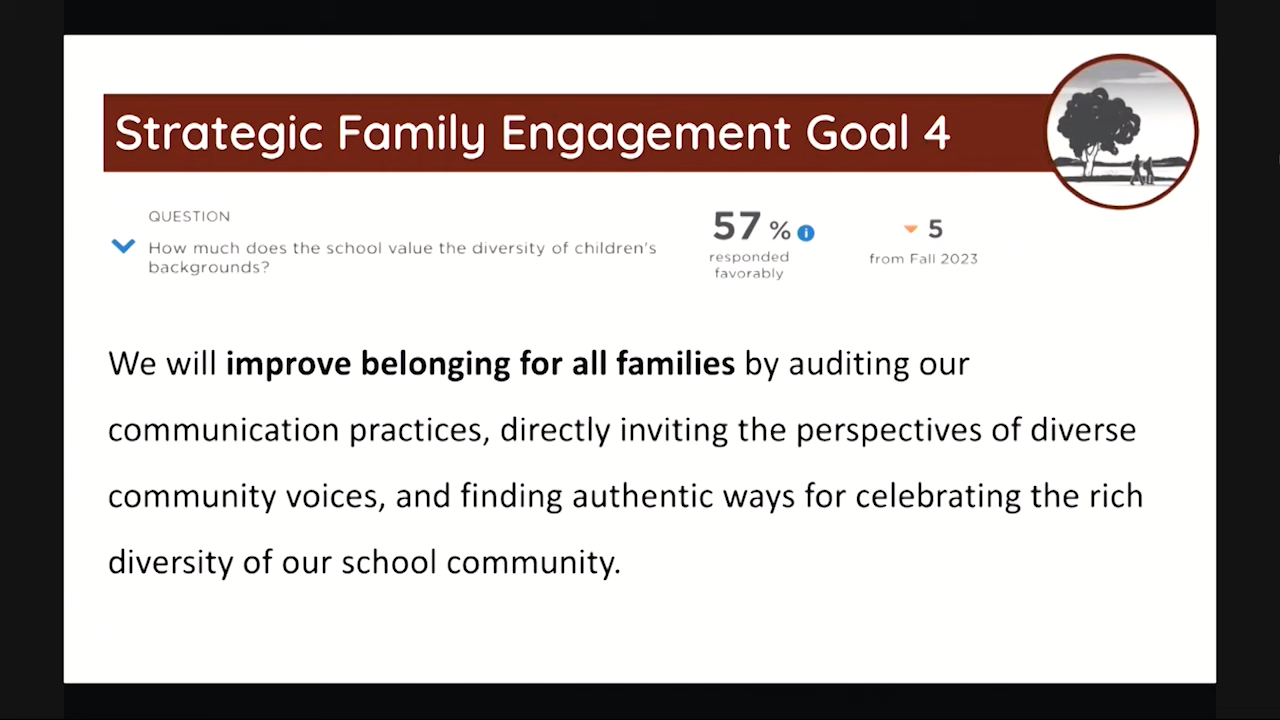 Strategic Family Engagement Goal 4
QUESTION
How much does the school value the diversity of children's
backgrounds?
57 %
responded
favorably
5
from Fall 2023
We will improve belonging for all families by auditing our
communication practices, directly inviting the perspectives of diverse
community voices, and finding authentic ways for celebrating the rich
diversity of our school community.